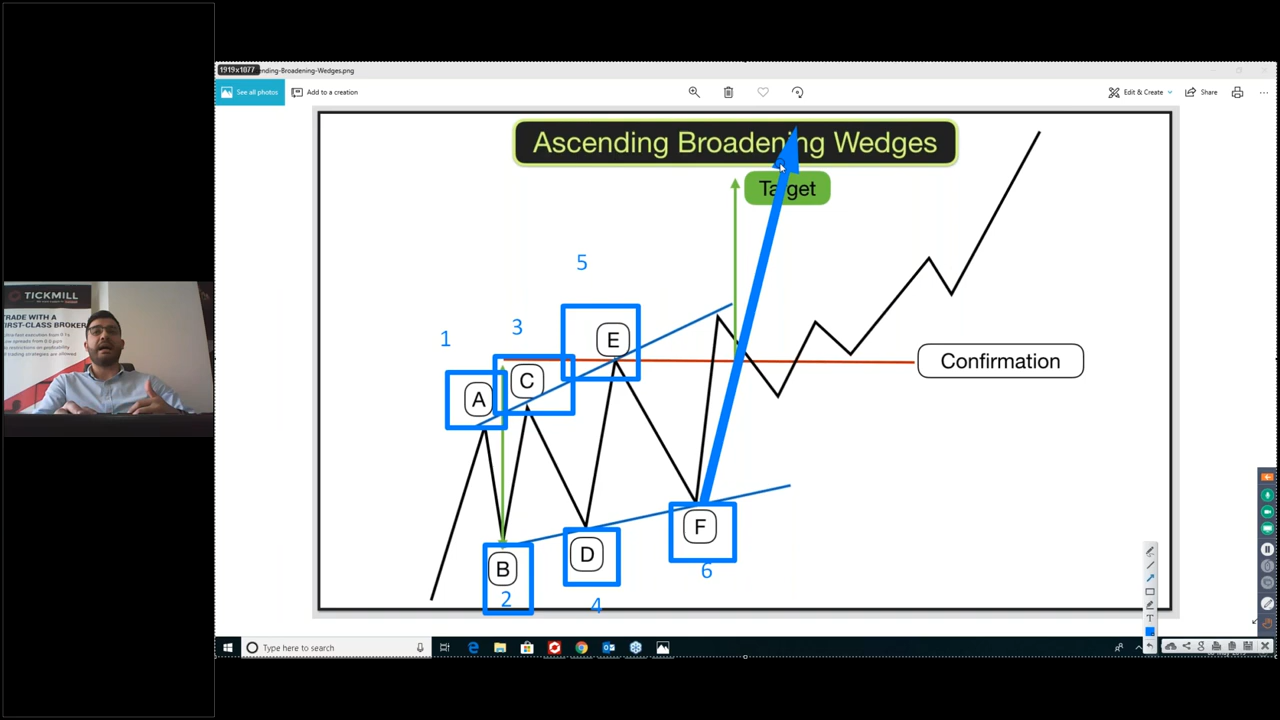 1919x1077
nding-Broadening-Wedges.png
See all photos
Add to a creation
Edit & Create
Share
Ascending Broadening Wedges
Target
5
E
3
1
C
A
Confirmation
TICKMILL
TRADE WITH A
FIRST-CLASS BROKER
F
D
6
B
2
4
Type here to search